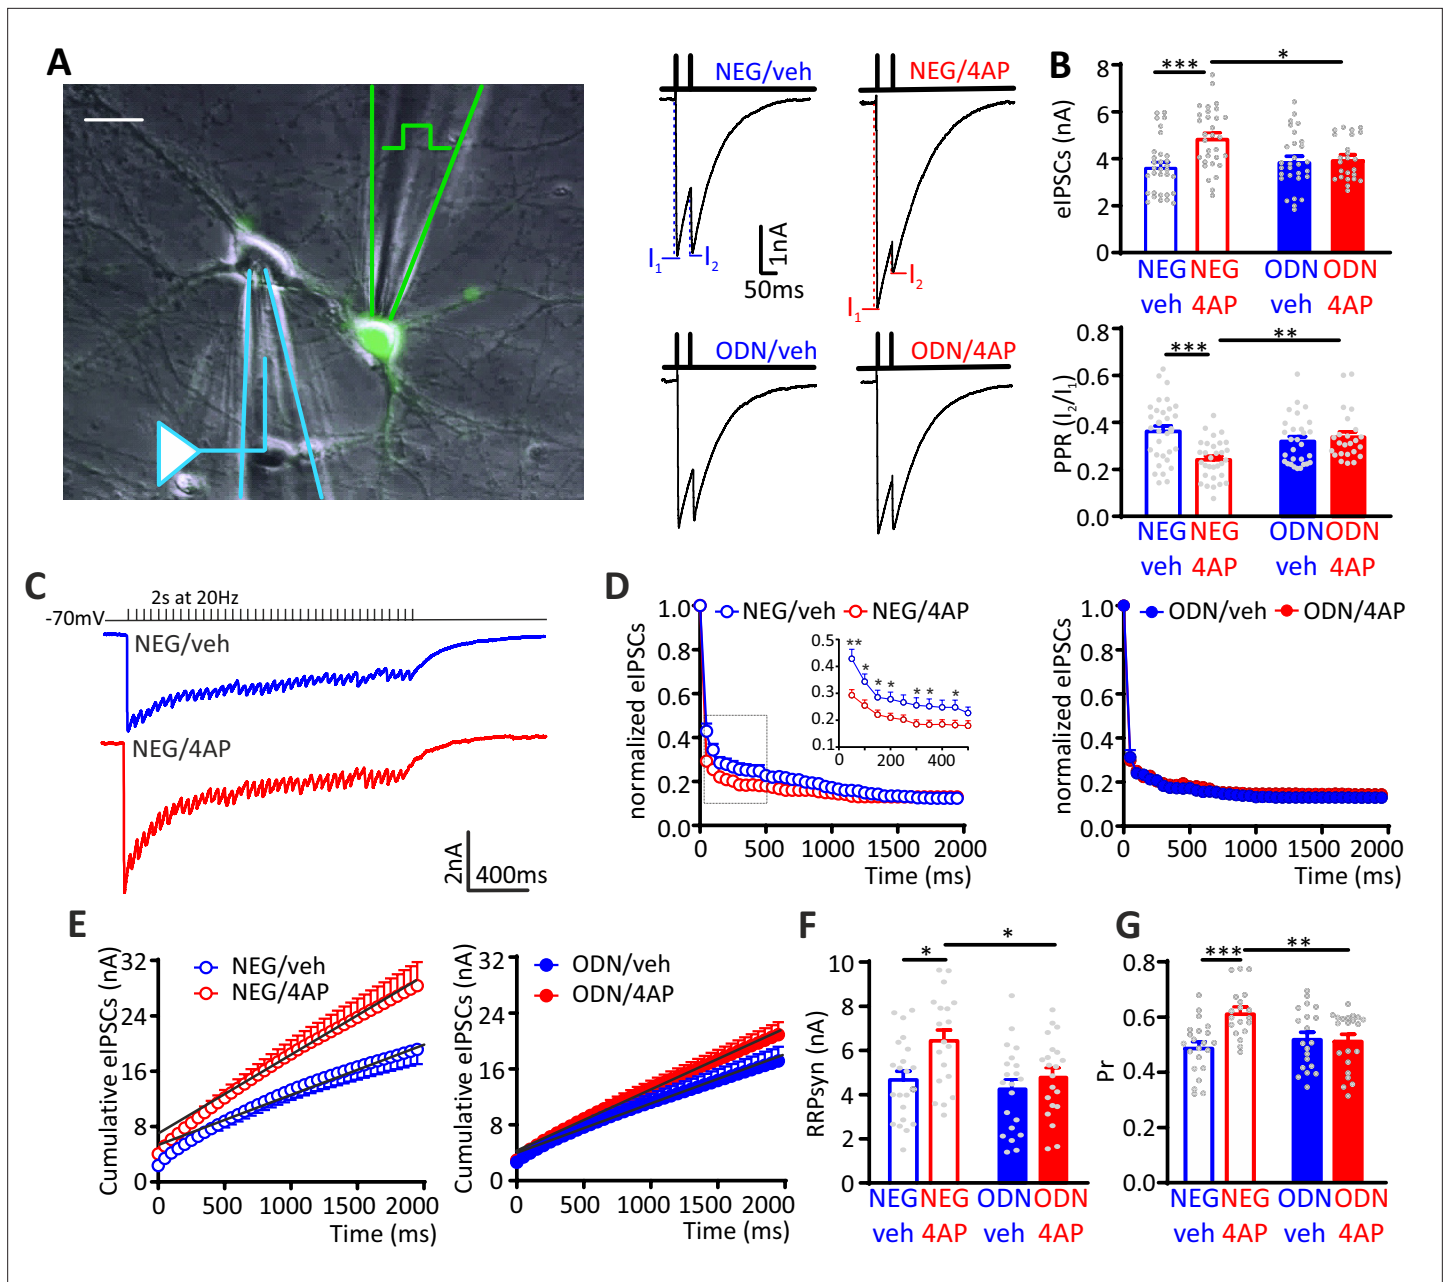 A
NEG/veh
NEG/4AP
I1
I2
1nA
50ms
I1
I2
ODN/veh
ODN/4AP
B
***
*
eIPSCs (nA)
8
6
4
2
0
NEG NEG ODN ODN
veh 4AP veh 4AP
***
**
PPR (I2/I1)
0.8
0.6
0.4
0.2
0.0
NEG NEG ODN ODN
veh 4AP veh 4AP
C
2s at 20Hz
-70mV
NEG/veh
NEG/4AP
2nA
400ms
D
NEG/veh NEG/4AP
normalized eIPSCs
1.0
0.8
0.6
0.4
0.2
0.0
0 500 1000 1500 2000
Time (ms)
0.5
0.4
0.3
0.2
0.1
** * * * * * *
0 200 400
ODN/veh ODN/4AP
normalized eIPSCs
1.0
0.8
0.6
0.4
0.2
0.0
0 500 1000 1500 2000
Time (ms)
E
NEG/veh
NEG/4AP
Cumulative eIPSCs (nA)
32
24
16
8
0
0 500 1000 1500 2000
Time (ms)
ODN/veh
ODN/4AP
Cumulative eIPSCs (nA)
32
24
16
8
0
0 500 1000 1500 2000
Time (ms)
F
*
*
RRPsyn (nA)
10
8
6
4
2
0
NEG NEG ODN ODN
veh 4AP veh 4AP
G
***
**
Pr
0.8
0.6
0.4
0.2
0.0
NEG NEG ODN ODN
veh 4AP veh 4AP